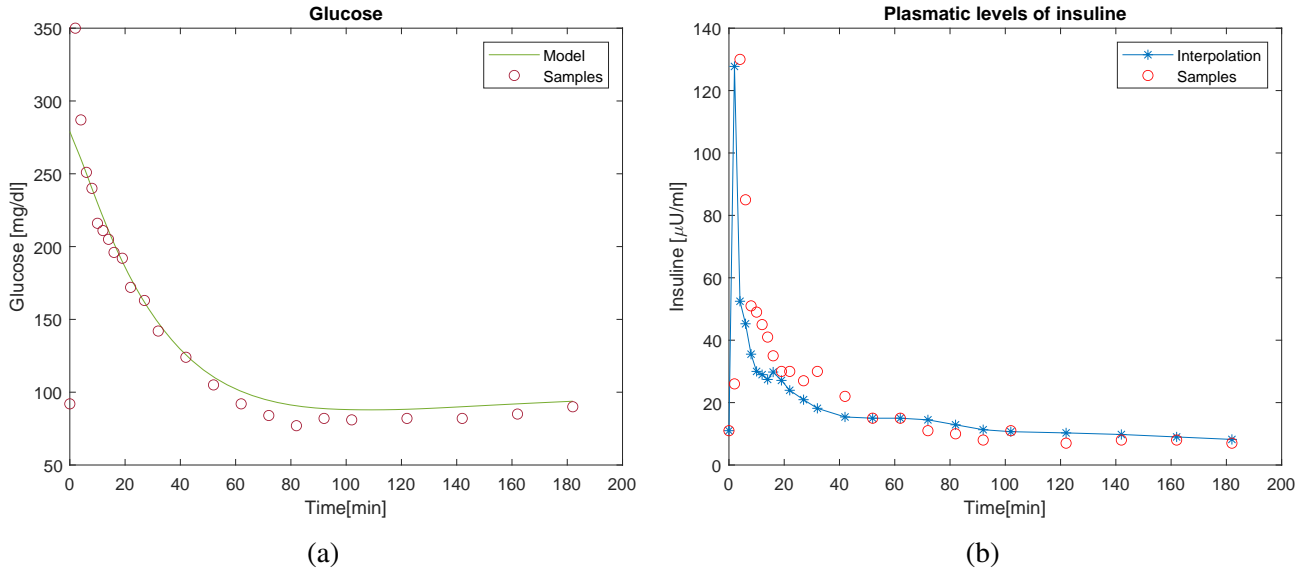 Glucose
350
300
250
200
150
100
50
Glucose [mg/dl]
0 20 40 60 80 100 120 140 160 180 200
Time[min]
Model
Samples
(a)
Plasmatic levels of insuline
140
120
100
80
60
40
20
0
Insuline [μU/ml]
0 20 40 60 80 100 120 140 160 180 200
Time[min]
Interpolation
Samples
(b)